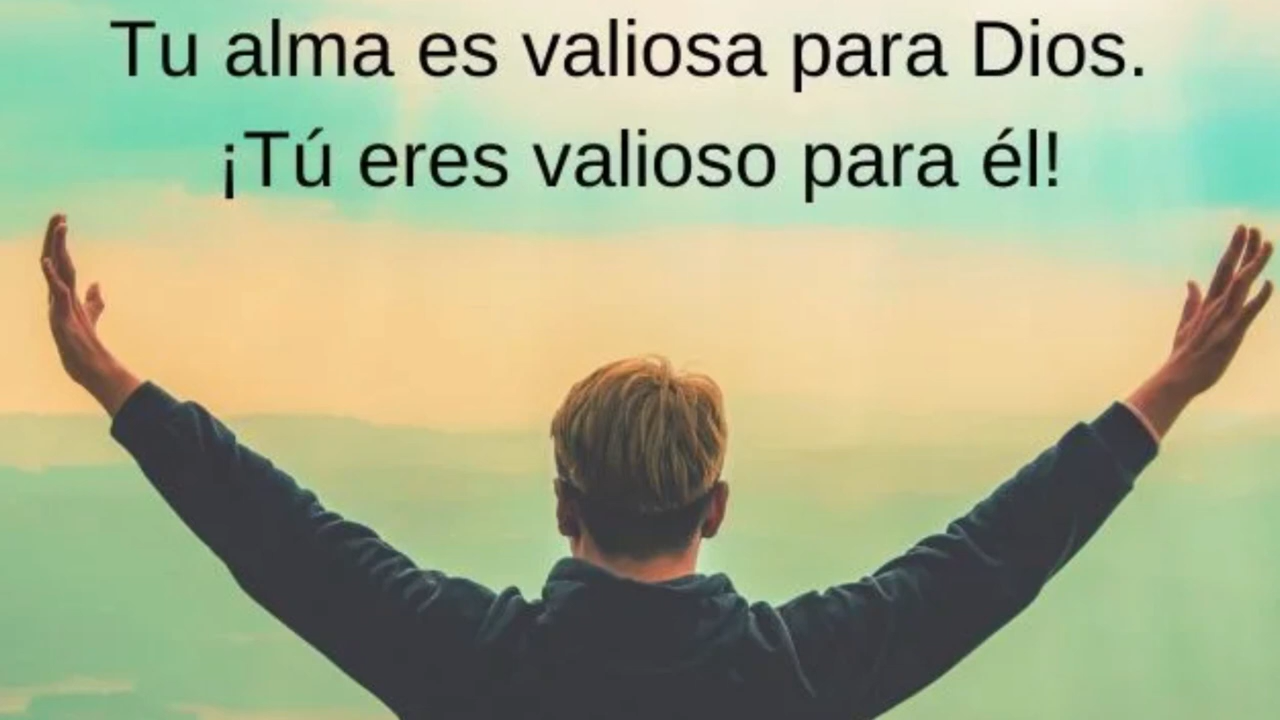 Tu alma es valiosa para Dios.
¡Tú eres valioso para él!